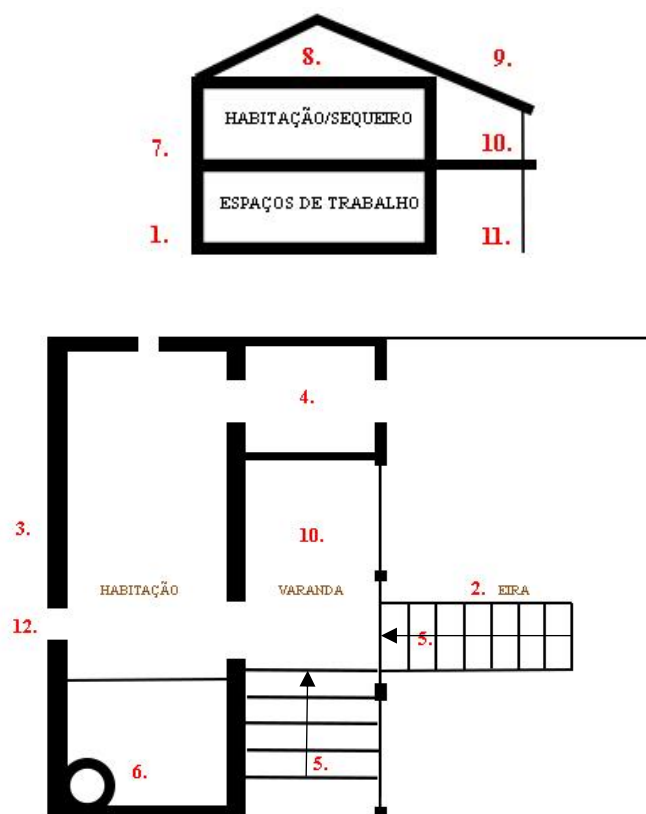 8.
9.
HABITAÇÃO/SEQUEIRO
7.
10.
ESPAÇOS DE TRABALHO
1.
11.
4.
3.
10.
HABITAÇÃO
VARANDA
2. EIRA
12.
5.
6.
5.